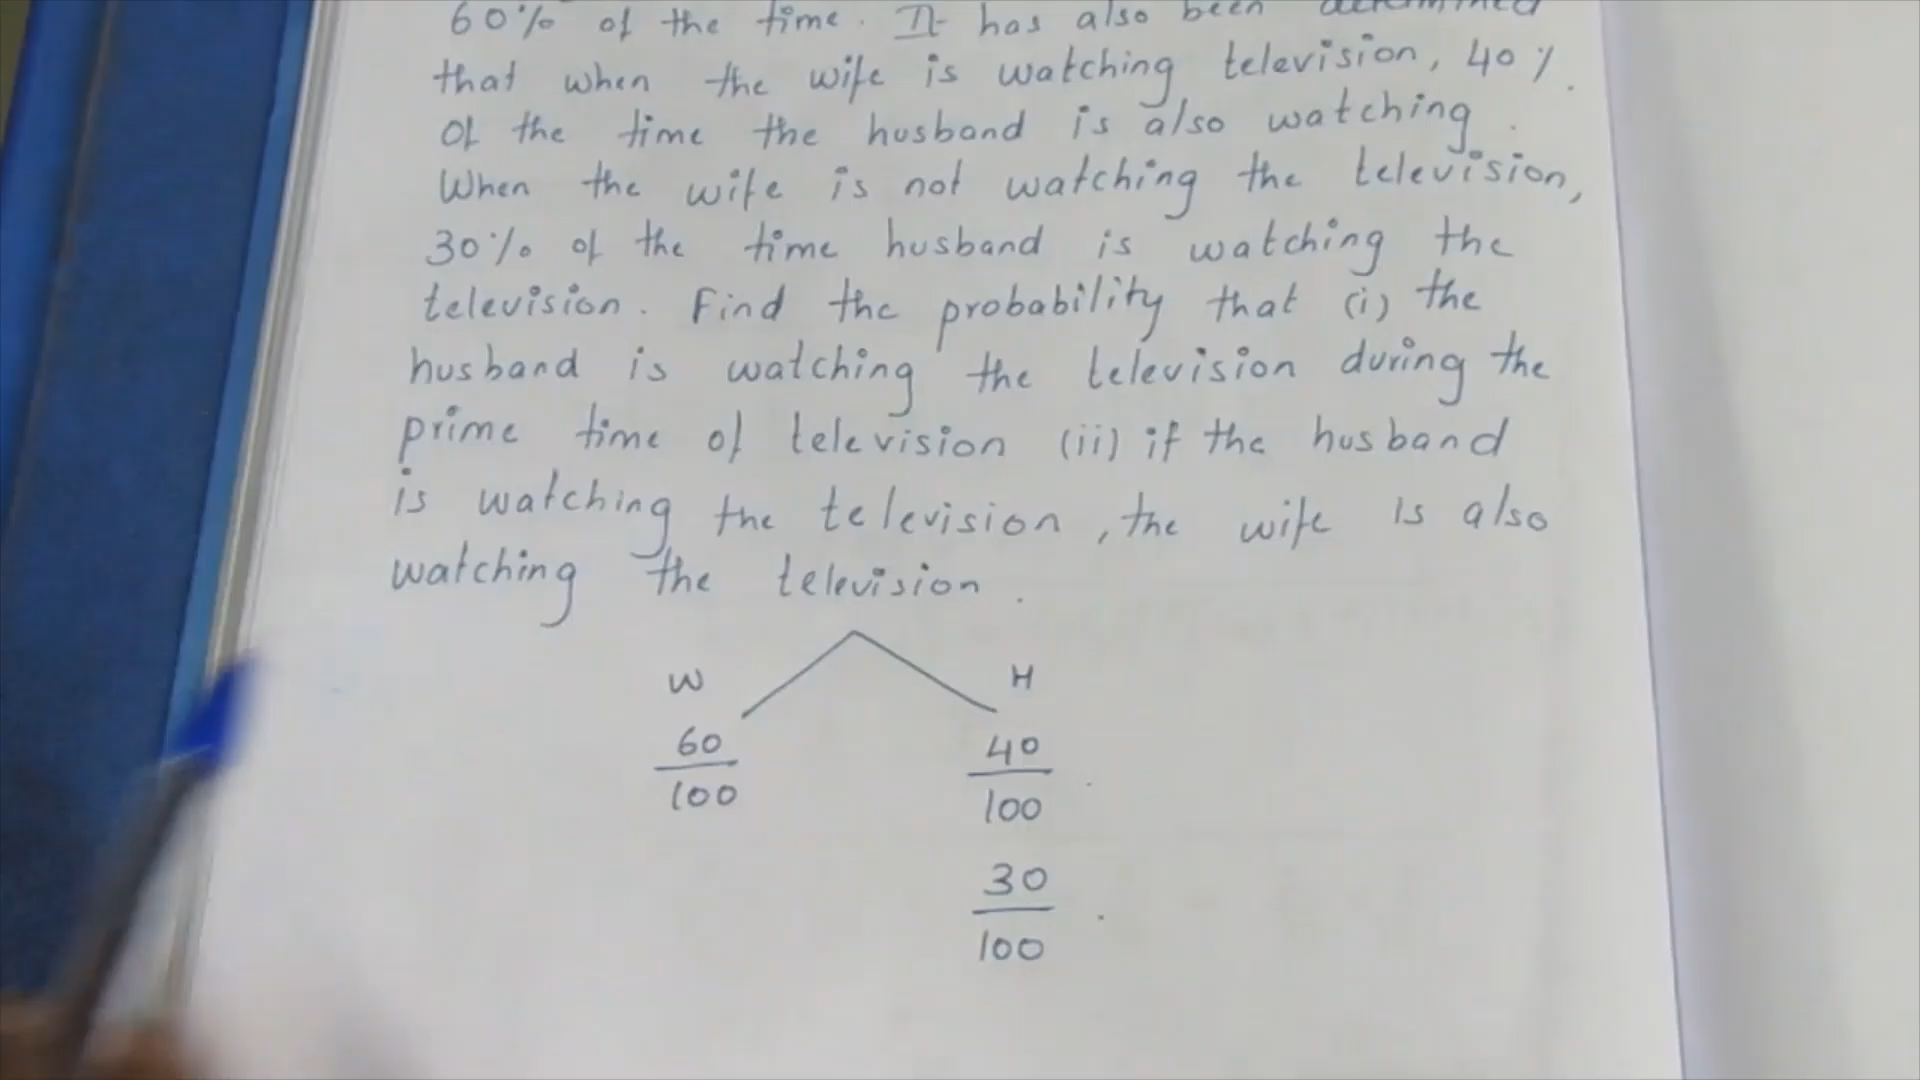 60% of the time. It has also been determined
that when the wife is watching television, 40%
of the time the husband is also watching.
When the wife is not watching the television,
30% of the time husband is watching the
television. Find the probability that (i) the
husband is watching the television during the
prime time of television (ii) if the husband
is watching the television, the wife is also
watching the television.
W H
60 40
100 100
30
100